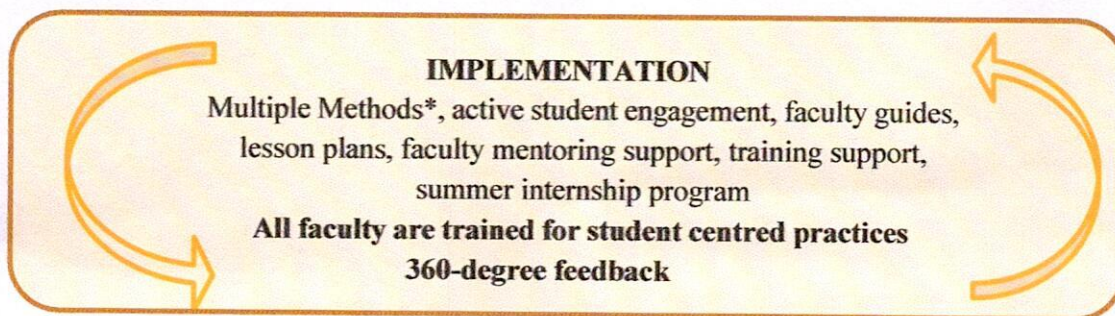 IMPLEMENTATION
Multiple Methods*, active student engagement, faculty guides,
lesson plans, faculty mentoring support, training support,
summer internship program
All faculty are trained for student centred practices
360-degree feedback